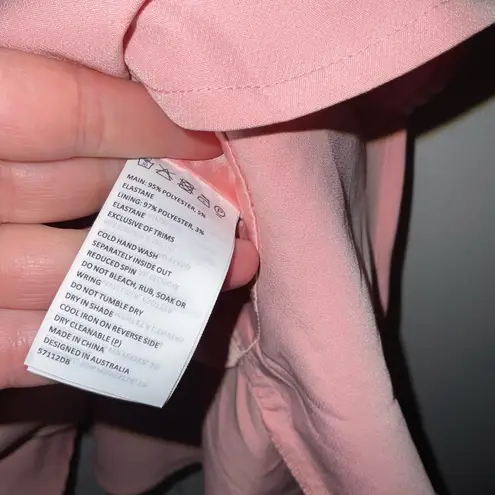 MAIN: 95% POLYESTER, 5%
ELASTANE
LINING: 97% POLYESTER, 3%
ELASTANE
EXCLUSIVE OF TRIMS
COLD HAND WASH
SEPARATELY INSIDE OUT
REDUCED SPIN
DO NOT BLEACH, RUB, SOAK OR
WRING
DO NOT TUMBLE DRY
DRY IN SHADE
COOL IRON ON REVERSE SIDE
DRY CLEANABLE (P)
MADE IN CHINA
DESIGNED IN AUSTRALIA
57112DB